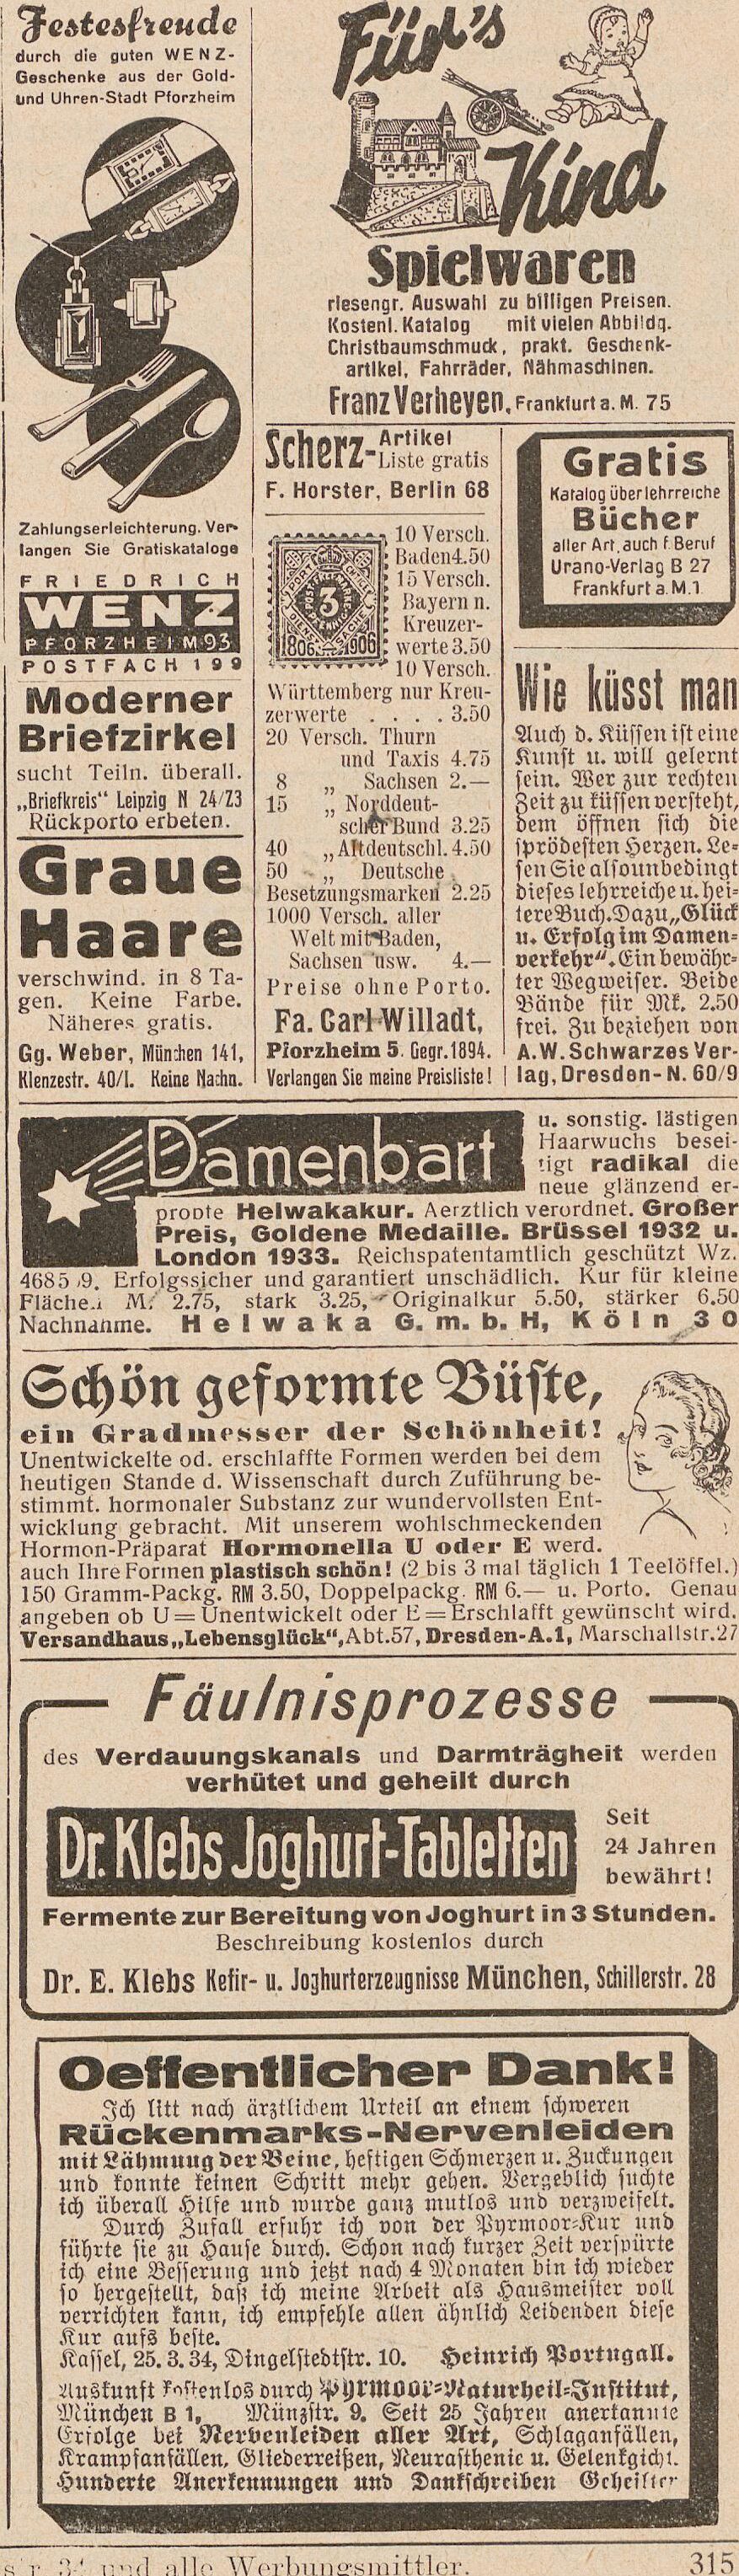 Festesfreude
durch die guten WENZ-
Geschenke aus der Gold-
und Uhren-Stadt Pforzheim
Zahlungserleichterung. Ver-
langen Sie Gratiskataloge
FRIEDRICH
WENZ
PFORZHEIM 93
POSTFACH 199
Moderner
Briefzirkel
sucht Teiln. überall.
„Briefkreis“ Leipzig N 24/Z3
Rückporto erbeten.
Graue
Haare
verschwind. in 8 Ta-
gen. Keine Farbe.
Näheres gratis.
Gg. Weber, München 141,
Klenzestr. 40/I. Keine Nachn.
Für's
Kind
Spielwaren
riesengr. Auswahl zu billigen Preisen.
Kostenl. Katalog mit vielen Abbildg.
Christbaumschmuck, prakt. Geschenk-
artikel, Fahrräder, Nähmaschinen.
Franz Verheyen, Frankfurt a. M. 75
Scherz-Artikel
Liste gratis
F. Horster, Berlin 68
3
1806 1906
10 Versch.
Baden 4.50
15 Versch.
Bayern n.
Kreuzer-
werte 3.50
10 Versch.
Württemberg nur Kreu-
zerwerte . . . . 3.50
20 Versch. Thurn
und Taxis 4.75
8 „ Sachsen 2.—
15 „ Norddeut-
scher Bund 3.25
40 „ Altdeutschl. 4.50
50 „ Deutsche
Besetzungsmarken 2.25
1000 Versch. aller
Welt mit Baden,
Sachsen usw. 4.—
Preise ohne Porto.
Fa. Carl Willadt,
Pforzheim 5. Gegr. 1894.
Verlangen Sie meine Preisliste!
Gratis
Katalog über lehrreiche
Bücher
aller Art, auch f. Beruf
Urano-Verlag B 27
Frankfurt a. M. 1
Wie küsst man
Auch d. Küssen ist eine
Kunst u. will gelernt
sein. Wer zur rechten
Zeit zu küssen versteht,
dem öffnen sich die
sprödesten Herzen. Le-
sen Sie also unbedingt
dieses lehrreiche u. hei-
tere Buch. Dazu „Glück
u. Erfolg im Damen-
verkehr“. Ein bewähr-
ter Wegweiser. Beide
Bände für Mk. 2.50
frei. Zu beziehen von
A. W. Schwarzes Ver-
lag, Dresden-N. 60/9
Damenbart
u. sonstig. lästigen
Haarwuchs besei-
tigt radikal die
neue glänzend er-
probte Helwakakur. Aerztlich verordnet. Großer
Preis, Goldene Medaille. Brüssel 1932 u.
London 1933. Reichspatentamtlich geschützt Wz.
4685/9. Erfolgssicher und garantiert unschädlich. Kur für kleine
Flächen M. 2.75, stark 3.25, Originalkur 5.50, stärker 6.50
Nachnahme. Helwaka G. m. b. H, Köln 30
Schön geformte Büste,
ein Gradmesser der Schönheit!
Unentwickelte od. erschlaffte Formen werden bei dem
heutigen Stande d. Wissenschaft durch Zuführung be-
stimmt. hormonaler Substanz zur wundervollsten Ent-
wicklung gebracht. Mit unserem wohlschmeckenden
Hormon-Präparat Hormonella U oder E werd.
auch Ihre Formen plastisch schön! (2 bis 3 mal täglich 1 Teelöffel.)
150 Gramm-Packg. RM 3.50, Doppelpackg. RM 6.— u. Porto. Genau
angeben ob U = Unentwickelt oder E = Erschlafft gewünscht wird.
Versandhaus „Lebensglück“, Abt. 57, Dresden-A. 1, Marschallstr. 27
Fäulnisprozesse
des Verdauungskanals und Darmträgheit werden
verhütet und geheilt durch
Dr. Klebs Joghurt-Tabletten
Seit
24 Jahren
bewährt!
Fermente zur Bereitung von Joghurt in 3 Stunden.
Beschreibung kostenlos durch
Dr. E. Klebs Kefir- u. Joghurterzeugnisse München, Schillerstr. 28
Oeffentlicher Dank!
Ich litt nach ärztlichem Urteil an einem schweren
Rückenmarks-Nervenleiden
mit Lähmung der Beine, heftigen Schmerzen u. Zuckungen
und konnte keinen Schritt mehr gehen. Vergeblich suchte
ich überall Hilfe und wurde ganz mutlos und verzweifelt.
Durch Zufall erfuhr ich von der Pyrmoor-Kur und
führte sie zu Hause durch. Schon nach kurzer Zeit verspürte
ich eine Besserung und jetzt nach 4 Monaten bin ich wieder
so hergestellt, daß ich meine Arbeit als Hausmeister voll
verrichten kann, ich empfehle allen ähnlich Leidenden diese
Kur aufs beste.
Kassel, 25. 3. 34, Dingelstedtstr. 10. Heinrich Portugall.
Auskunft kostenlos durch Pyrmoor-Naturheil-Institut,
München B 1, Münzstr. 9. Seit 25 Jahren anerkannte
Erfolge bei Nervenleiden aller Art, Schlaganfällen,
Krampfanfällen, Gliederreißen, Neurasthenie u. Gelenkgicht.
Hunderte Anerkennungen und Dankschreiben Geheilter
str. 34 und alle Werbungsmittler. 315